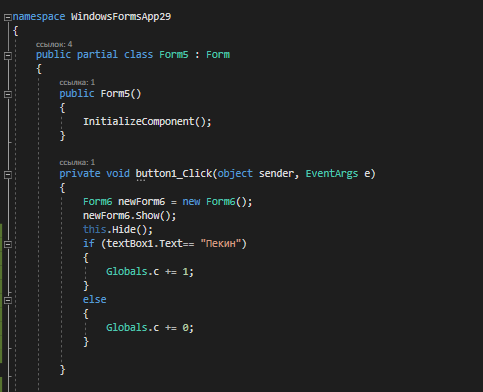 namespace WindowsFormsApp29
{
ссылок: 4
public partial class Form5 : Form
{
ссылка: 1
public Form5()
{
InitializeComponent();
}
ссылка: 1
private void button1_Click(object sender, EventArgs e)
{
Form6 newForm6 = new Form6();
newForm6.Show();
this.Hide();
if (textBox1.Text== "Пекин")
{
Globals.c += 1;
}
else
{
Globals.c += 0;
}
}